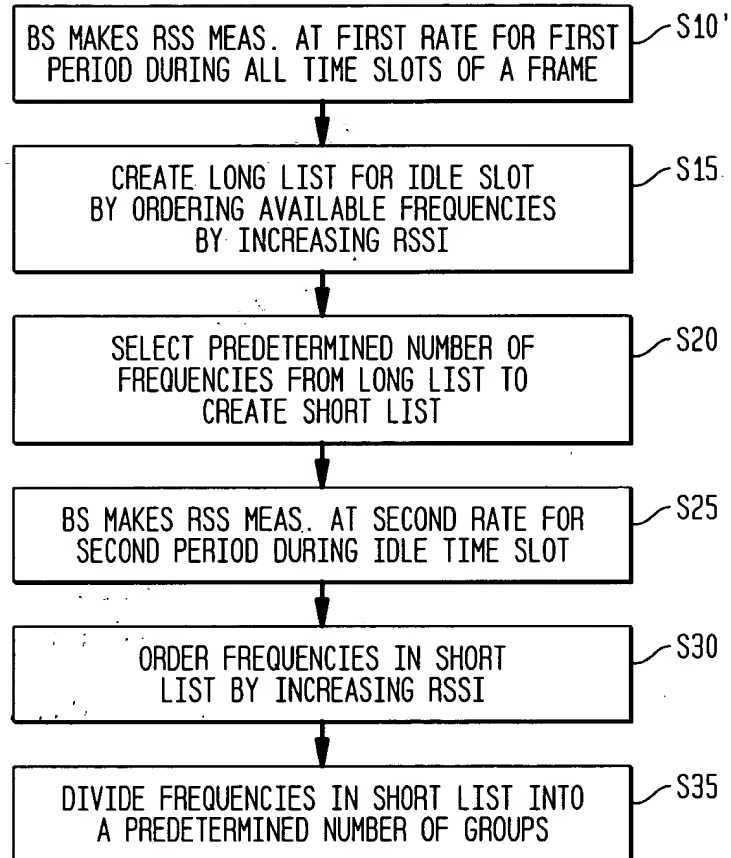 BS MAKES RSS MEAS. AT FIRST RATE FOR FIRST
PERIOD DURING ALL TIME SLOTS OF A FRAME
S10'
CREATE LONG LIST FOR IDLE SLOT
BY ORDERING AVAILABLE FREQUENCIES
BY INCREASING RSSI
S15
SELECT PREDETERMINED NUMBER OF
FREQUENCIES FROM LONG LIST TO
CREATE SHORT LIST
S20
BS MAKES RSS MEAS. AT SECOND RATE FOR
SECOND PERIOD DURING IDLE TIME SLOT
S25
ORDER FREQUENCIES IN SHORT
LIST BY INCREASING RSSI
S30
DIVIDE FREQUENCIES IN SHORT LIST INTO
A PREDETERMINED NUMBER OF GROUPS
S35